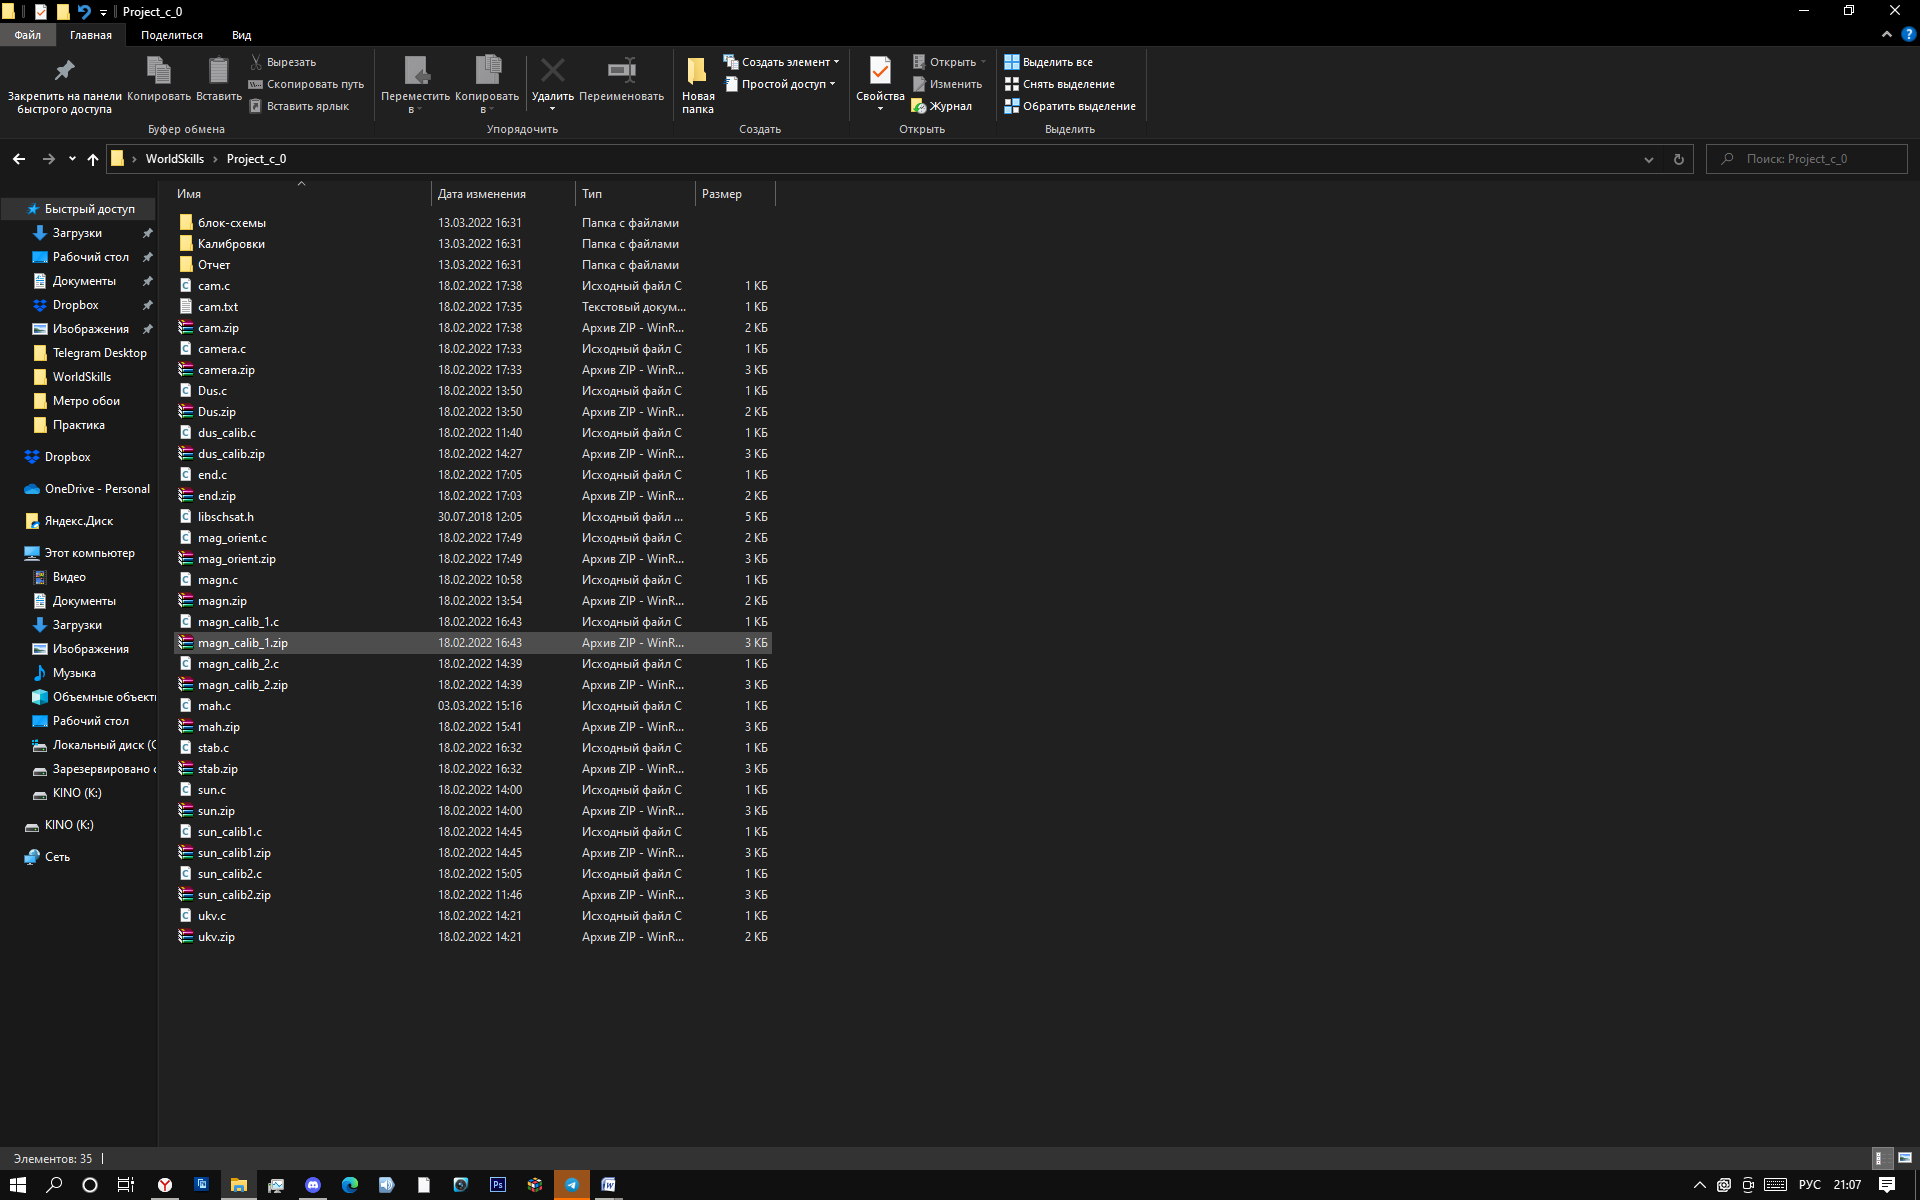 Project_c_0
Файл Главная Поделиться Вид
Закрепить на панели быстрого доступа
Копировать
Вставить
Вырезать
Скопировать путь
Вставить ярлык
Буфер обмена
Переместить в
Копировать в
Удалить
Переименовать
Упорядочить
Новая папка
Создать элемент
Простой доступ
Создать
Свойства
Открыть
Изменить
Журнал
Открыть
Выделить все
Снять выделение
Обратить выделение
Выделить
WorldSkills › Project_c_0
Поиск: Project_c_0
Быстрый доступ
Загрузки
Рабочий стол
Документы
Dropbox
Изображения
Telegram Desktop
WorldSkills
Метро обои
Практика
Dropbox
OneDrive - Personal
Яндекс.Диск
Этот компьютер
Видео
Документы
Загрузки
Изображения
Музыка
Объемные объекты
Рабочий стол
Локальный диск (C
Зарезервировано с
KINO (K:)
KINO (K:)
Сеть
Имя Дата изменения Тип Размер
блок-схемы 13.03.2022 16:31 Папка с файлами
Калибровки 13.03.2022 16:31 Папка с файлами
Отчет 13.03.2022 16:31 Папка с файлами
cam.c 18.02.2022 17:38 Исходный файл C 1 КБ
cam.txt 18.02.2022 17:35 Текстовый докум... 1 КБ
cam.zip 18.02.2022 17:38 Архив ZIP - WinR... 2 КБ
camera.c 18.02.2022 17:33 Исходный файл C 1 КБ
camera.zip 18.02.2022 17:33 Архив ZIP - WinR... 3 КБ
Dus.c 18.02.2022 13:50 Исходный файл C 1 КБ
Dus.zip 18.02.2022 13:50 Архив ZIP - WinR... 2 КБ
dus_calib.c 18.02.2022 11:40 Исходный файл C 1 КБ
dus_calib.zip 18.02.2022 14:27 Архив ZIP - WinR... 3 КБ
end.c 18.02.2022 17:05 Исходный файл C 1 КБ
end.zip 18.02.2022 17:03 Архив ZIP - WinR... 2 КБ
libschsat.h 30.07.2018 12:05 Исходный файл ... 5 КБ
mag_orient.c 18.02.2022 17:49 Исходный файл C 2 КБ
mag_orient.zip 18.02.2022 17:49 Архив ZIP - WinR... 3 КБ
magn.c 18.02.2022 10:58 Исходный файл C 1 КБ
magn.zip 18.02.2022 13:54 Архив ZIP - WinR... 2 КБ
magn_calib_1.c 18.02.2022 16:43 Исходный файл C 1 КБ
magn_calib_1.zip 18.02.2022 16:43 Архив ZIP - WinR... 3 КБ
magn_calib_2.c 18.02.2022 14:39 Исходный файл C 1 КБ
magn_calib_2.zip 18.02.2022 14:39 Архив ZIP - WinR... 3 КБ
mah.c 03.03.2022 15:16 Исходный файл C 1 КБ
mah.zip 18.02.2022 15:41 Архив ZIP - WinR... 3 КБ
stab.c 18.02.2022 16:32 Исходный файл C 1 КБ
stab.zip 18.02.2022 16:32 Архив ZIP - WinR... 3 КБ
sun.c 18.02.2022 14:00 Исходный файл C 1 КБ
sun.zip 18.02.2022 14:00 Архив ZIP - WinR... 3 КБ
sun_calib1.c 18.02.2022 14:45 Исходный файл C 1 КБ
sun_calib1.zip 18.02.2022 14:45 Архив ZIP - WinR... 3 КБ
sun_calib2.c 18.02.2022 15:05 Исходный файл C 1 КБ
sun_calib2.zip 18.02.2022 11:46 Архив ZIP - WinR... 3 КБ
ukv.c 18.02.2022 14:21 Исходный файл C 1 КБ
ukv.zip 18.02.2022 14:21 Архив ZIP - WinR... 2 КБ
Элементов: 35
Ps
РУС 21:07